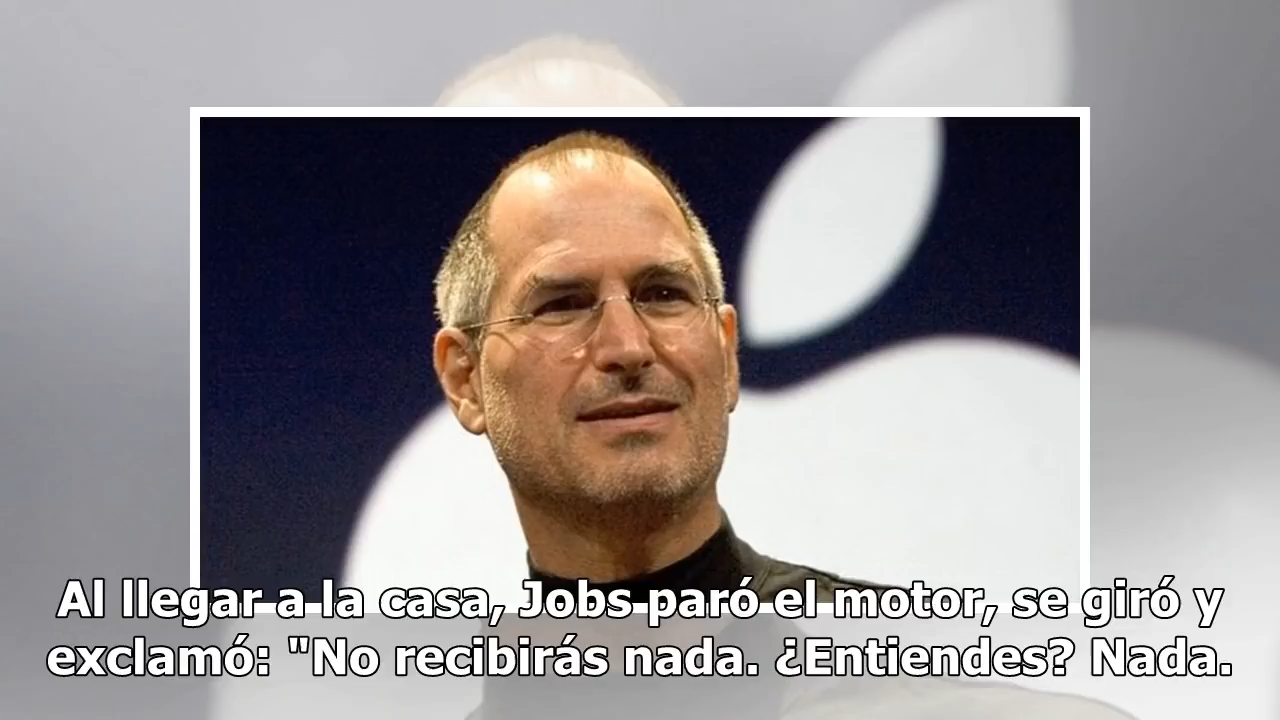 Al llegar a la casa, Jobs paró el motor, se giró y
exclamó: "No recibirás nada. ¿Entiendes? Nada.